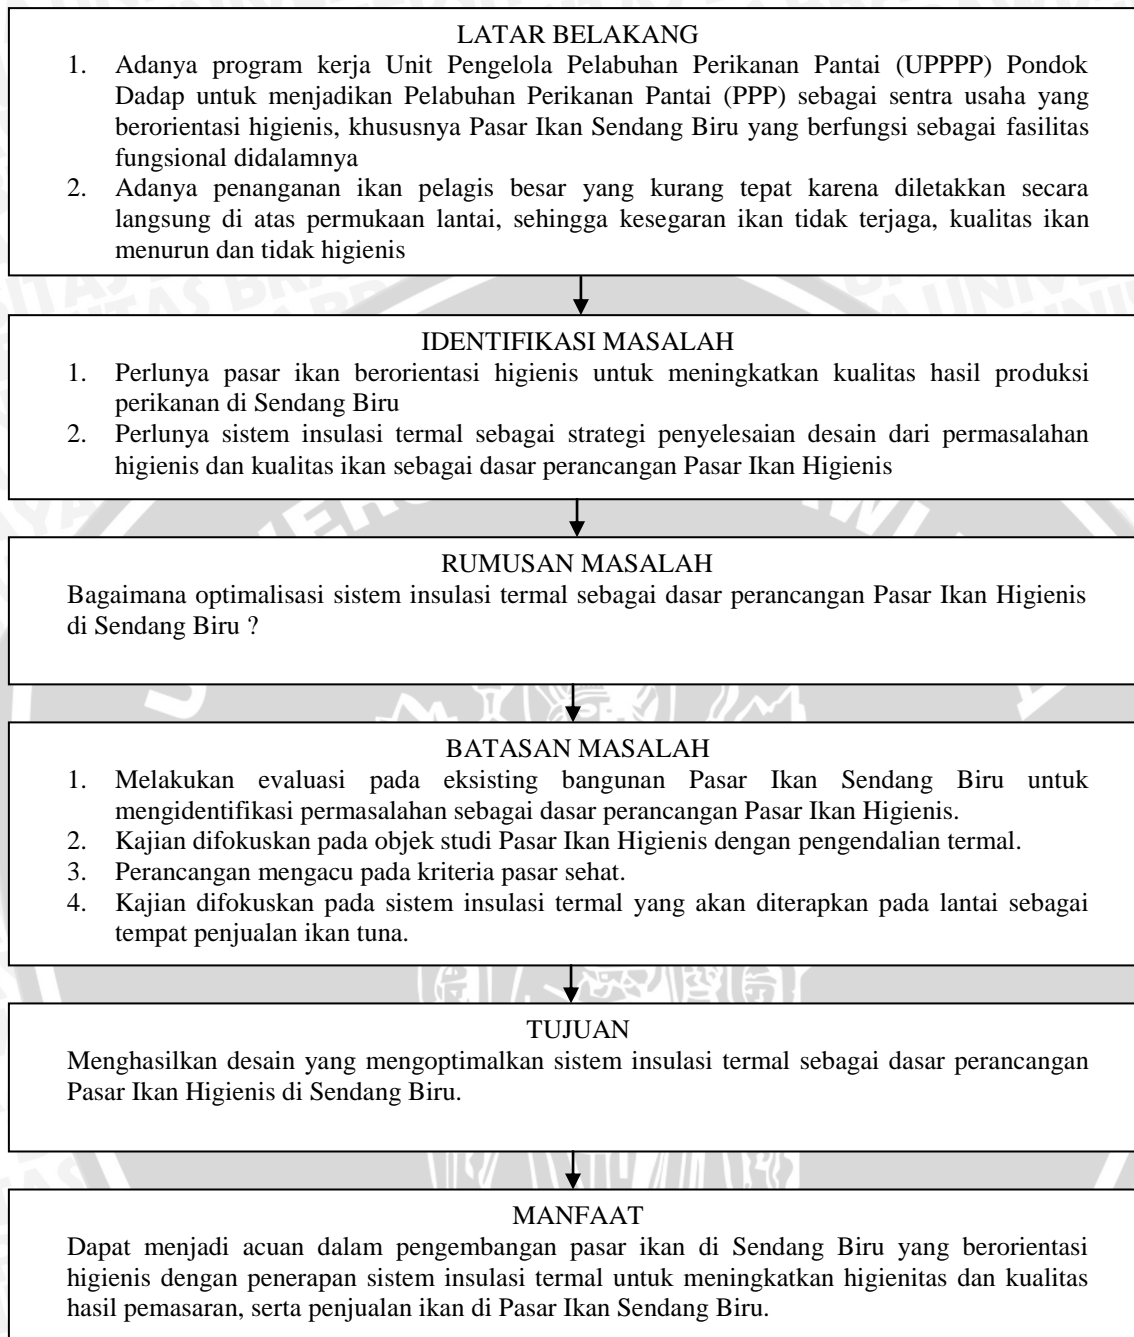 LATAR BELAKANG
1. Adanya program kerja Unit Pengelola Pelabuhan Perikanan Pantai (UPPPP) Pondok
Dadap untuk menjadikan Pelabuhan Perikanan Pantai (PPP) sebagai sentra usaha yang
berorientasi higienis, khususnya Pasar Ikan Sendang Biru yang berfungsi sebagai fasilitas
fungsional didalamnya
2. Adanya penanganan ikan pelagis besar yang kurang tepat karena diletakkan secara
langsung di atas permukaan lantai, sehingga kesegaran ikan tidak terjaga, kualitas ikan
menurun dan tidak higienis
IDENTIFIKASI MASALAH
1. Perlunya pasar ikan berorientasi higienis untuk meningkatkan kualitas hasil produksi
perikanan di Sendang Biru
2. Perlunya sistem insulasi termal sebagai strategi penyelesaian desain dari permasalahan
higienis dan kualitas ikan sebagai dasar perancangan Pasar Ikan Higienis
RUMUSAN MASALAH
Bagaimana optimalisasi sistem insulasi termal sebagai dasar perancangan Pasar Ikan Higienis
di Sendang Biru ?
BATASAN MASALAH
1. Melakukan evaluasi pada eksisting bangunan Pasar Ikan Sendang Biru untuk
mengidentifikasi permasalahan sebagai dasar perancangan Pasar Ikan Higienis.
2. Kajian difokuskan pada objek studi Pasar Ikan Higienis dengan pengendalian termal.
3. Perancangan mengacu pada kriteria pasar sehat.
4. Kajian difokuskan pada sistem insulasi termal yang akan diterapkan pada lantai sebagai
tempat penjualan ikan tuna.
TUJUAN
Menghasilkan desain yang mengoptimalkan sistem insulasi termal sebagai dasar perancangan
Pasar Ikan Higienis di Sendang Biru.
MANFAAT
Dapat menjadi acuan dalam pengembangan pasar ikan di Sendang Biru yang berorientasi
higienis dengan penerapan sistem insulasi termal untuk meningkatkan higienitas dan kualitas
hasil pemasaran, serta penjualan ikan di Pasar Ikan Sendang Biru.